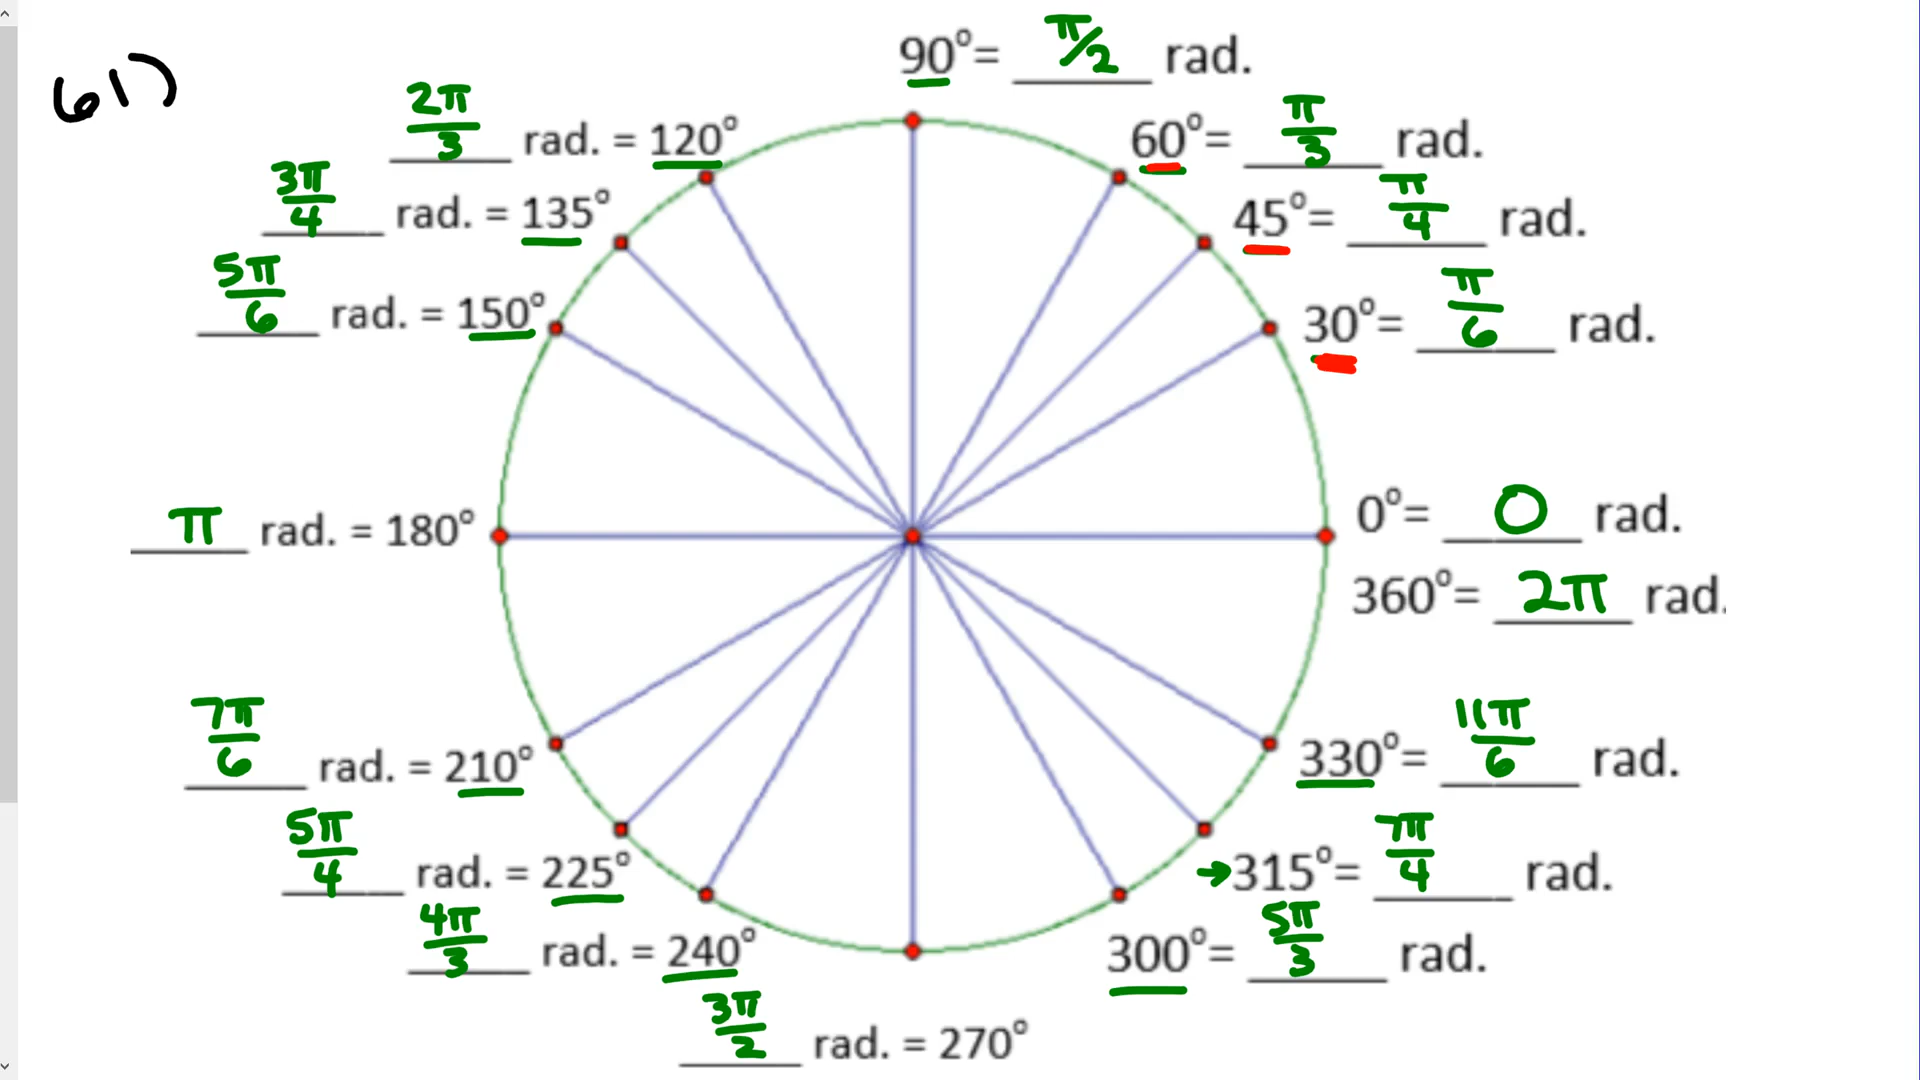 61)
90°= π/2 rad.
2π/3 rad. = 120°
60°= π/3 rad.
3π/4 rad. = 135°
45°= π/4 rad.
5π/6 rad. = 150°
30°= π/6 rad.
π rad. = 180°
0°= 0 rad.
360°= 2π rad.
7π/6 rad. = 210°
330°= 11π/6 rad.
5π/4 rad. = 225°
→315°= 7π/4 rad.
4π/3 rad. = 240°
300°= 5π/3 rad.
3π/2 rad. = 270°